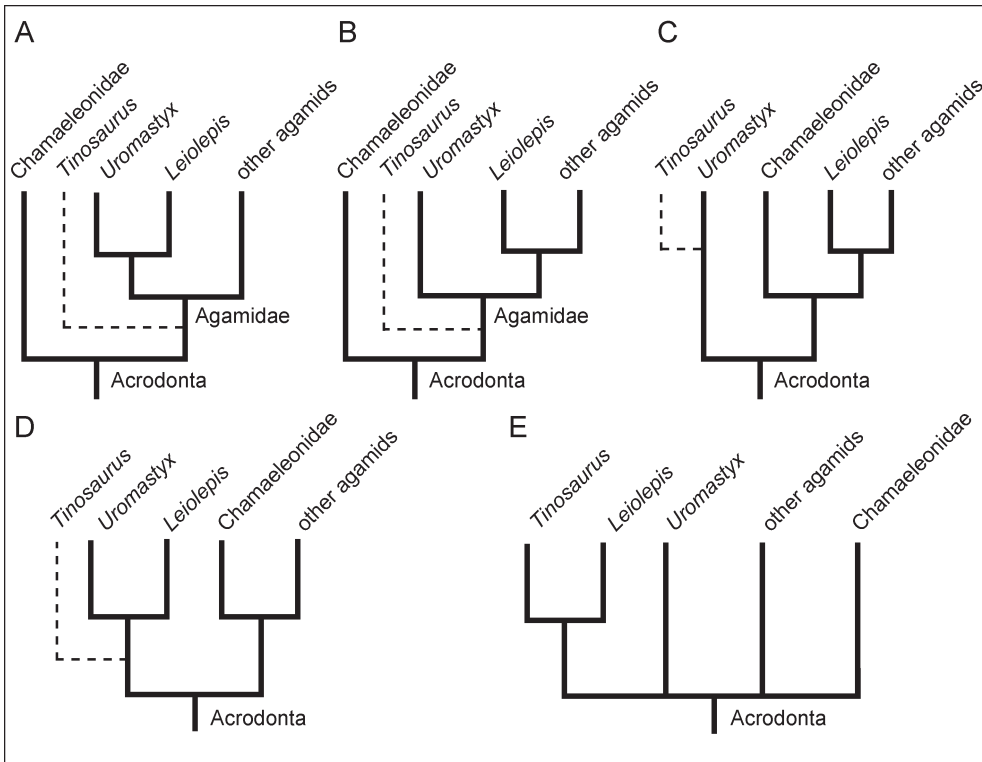 A
Chamaeleonidae
Tinosaurus
Uromastyx
Leiolepis
other agamids
Agamidae
Acrodonta
B
Chamaeleonidae
Tinosaurus
Uromastyx
Leiolepis
other agamids
Agamidae
Acrodonta
C
Tinosaurus
Uromastyx
Chamaeleonidae
Leiolepis
other agamids
Acrodonta
D
Tinosaurus
Uromastyx
Leiolepis
Chamaeleonidae
other agamids
Acrodonta
E
Tinosaurus
Leiolepis
Uromastyx
other agamids
Chamaeleonidae
Acrodonta